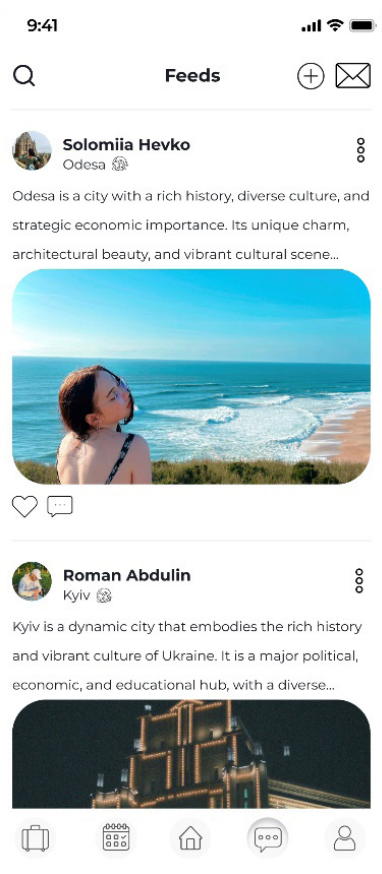 9:41
Feeds
Solomiia Hevko
Odesa
Odesa is a city with a rich history, diverse culture, and
strategic economic importance. Its unique charm,
architectural beauty, and vibrant cultural scene...
Roman Abdulin
Kyiv
Kyiv is a dynamic city that embodies the rich history
and vibrant culture of Ukraine. It is a major political,
economic, and educational hub, with a diverse...